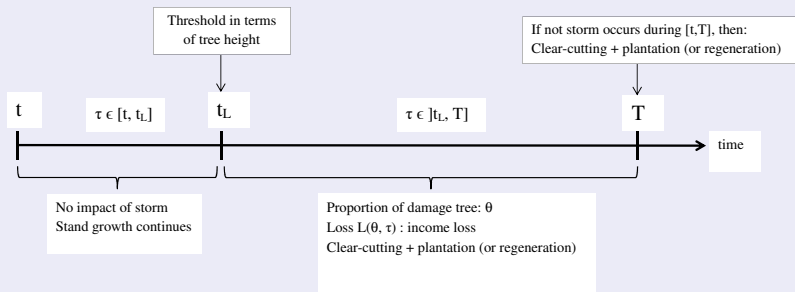 Threshold in terms
of tree height
If not storm occurs during [t,T], then:
Clear-cutting + plantation (or regeneration)
t
τ ϵ [t, t_L]
t_L
τ ϵ ]t_L, T]
T
time
No impact of storm
Stand growth continues
Proportion of damage tree: θ
Loss L(θ, τ) : income loss
Clear-cutting + plantation (or regeneration)